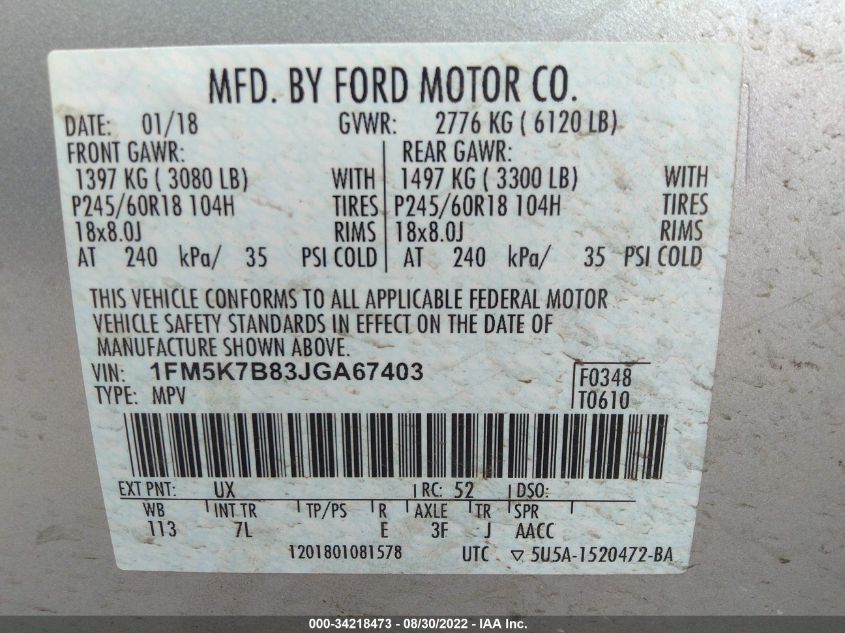 MFD. BY FORD MOTOR CO.
DATE: 01/18 GVWR: 2776 KG ( 6120 LB)
FRONT GAWR: REAR GAWR:
1397 KG ( 3080 LB) WITH 1497 KG ( 3300 LB) WITH
P245/60R18 104H TIRES P245/60R18 104H TIRES
18x8.0J RIMS 18x8.0J RIMS
AT 240 kPa/ 35 PSI COLD AT 240 kPa/ 35 PSI COLD
THIS VEHICLE CONFORMS TO ALL APPLICABLE FEDERAL MOTOR
VEHICLE SAFETY STANDARDS IN EFFECT ON THE DATE OF
MANUFACTURE SHOWN ABOVE.
VIN: 1FM5K7B83JGA67403 F0348
TYPE: MPV T0610
EXT PNT: UX RC: 52 DSO:
WB INT TR TP/PS R AXLE TR SPR
113 7L E 3F J AACC
1201801081578 UTC ▽ 5U5A-1520472-BA
000-34218473 - 08/30/2022 - IAA Inc.